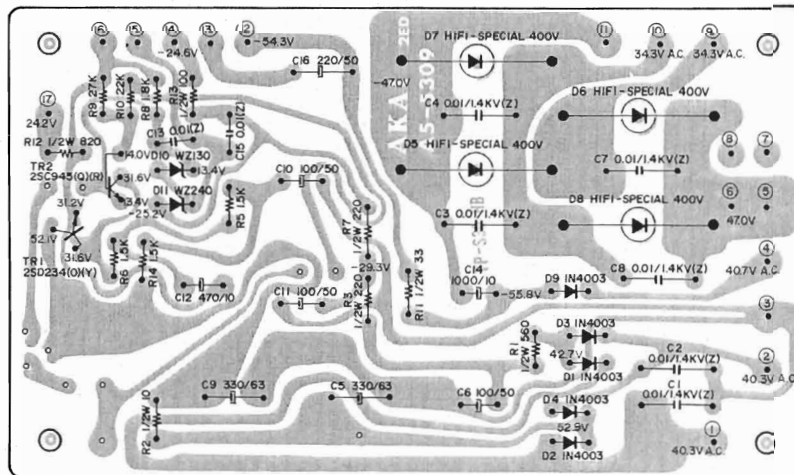 16
15
14
13
12
-24.6V
-54.3V
C16 220/50
D7 HIFI-SPECIAL 400V
11
10
9
34.3V A.C.
34.3V A.C.
-47.0V
R9 27K
R10 22K
R8 1.8K
R13
1/2W 100
C4 0.01/1.4KV(Z)
D6 HIFI-SPECIAL 400V
17
24.2V
R12 1/2W 820
C13 0.01(Z)
C15 0.01(Z)
D5 HIFI-SPECIAL 400V
8
7
TR2
2SC945(Q)(R)
14.0V
D10 WZ130
13.4V
31.6V
C10 100/50
C7 0.01/1.4KV(Z)
D11 WZ240
13.4V
-25.2V
R5 1.5K
R7
1/2W 220
D8 HIFI-SPECIAL 400V
6
5
47.0V
31.2V
52.1V
31.6V
TR1
2SD234(O)(Y)
R6 1.5K
R14 1.5K
C3 0.01/1.4KV(Z)
-29.3V
4
40.7V A.C.
C12 470/10
C11 100/50
R3
1/2W 220
R11 1/2W 33
C14
1000/10
-55.8V
D9 IN4003
C8 0.01/1.4KV(Z)
3
R1
1/2W 560
D3 IN4003
42.7V
D1 IN4003
C2
0.01/1.4KV(Z)
2
40.3V A.C.
C9 330/63
C5 330/63
C6 100/50
D4 IN4003
52.9V
D2 IN4003
C1
0.01/1.4KV(Z)
R2 1/2W 10
1
40.3V A.C.